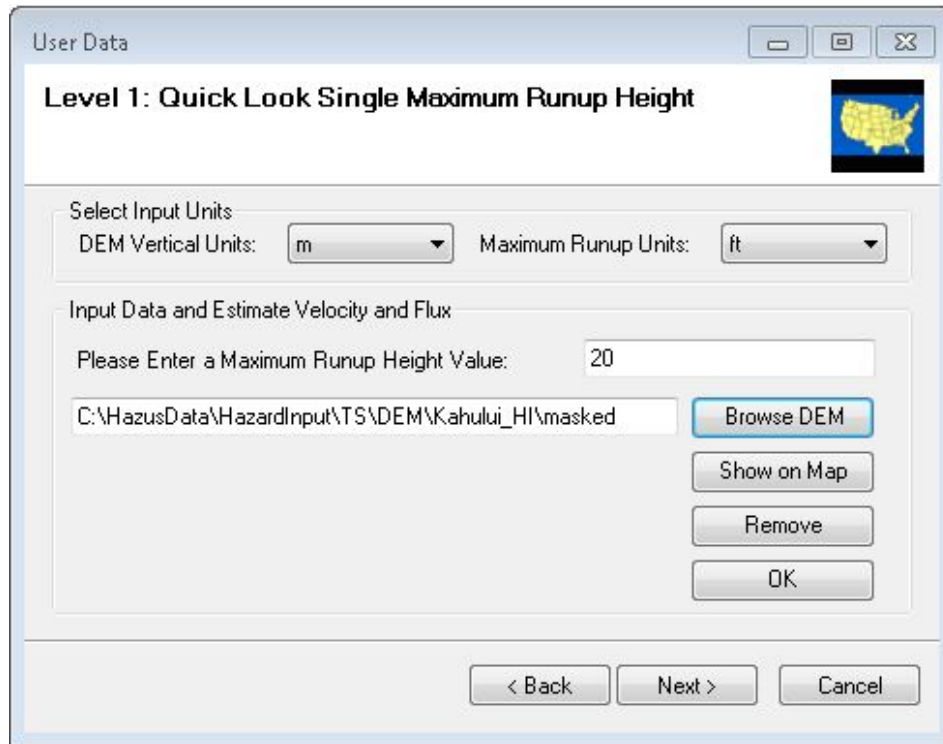 User Data
Level 1: Quick Look Single Maximum Runup Height
Select Input Units
DEM Vertical Units: m Maximum Runup Units: ft
Input Data and Estimate Velocity and Flux
Please Enter a Maximum Runup Height Value: 20
C:\HazusData\HazardInput\TS\DEM\Kahului_HI\masked Browse DEM
Show on Map
Remove
OK
< Back Next > Cancel